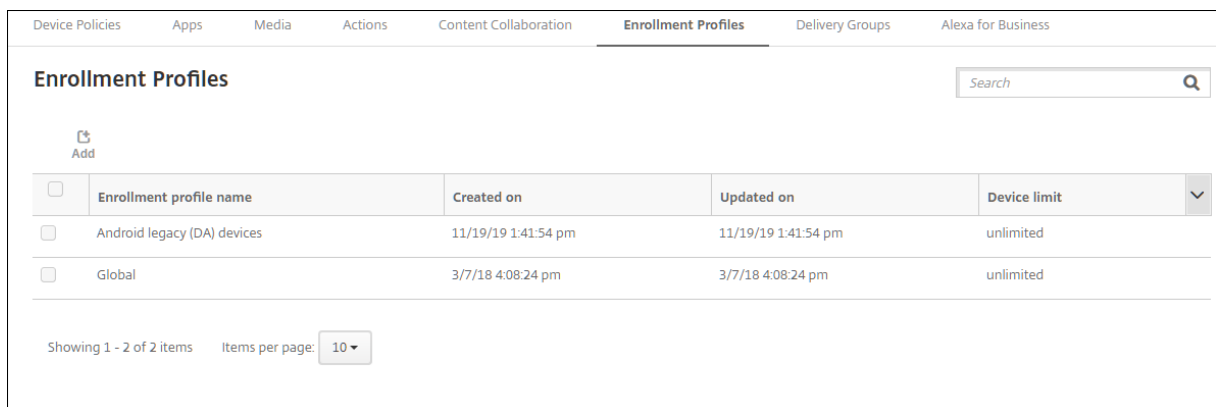 Device Policies Apps Media Actions Content Collaboration Enrollment Profiles Delivery Groups Alexa for Business
Enrollment Profiles
Search
Add
Enrollment profile name Created on Updated on Device limit
Android legacy (DA) devices 11/19/19 1:41:54 pm 11/19/19 1:41:54 pm unlimited
Global 3/7/18 4:08:24 pm 3/7/18 4:08:24 pm unlimited
Showing 1 - 2 of 2 items Items per page: 10